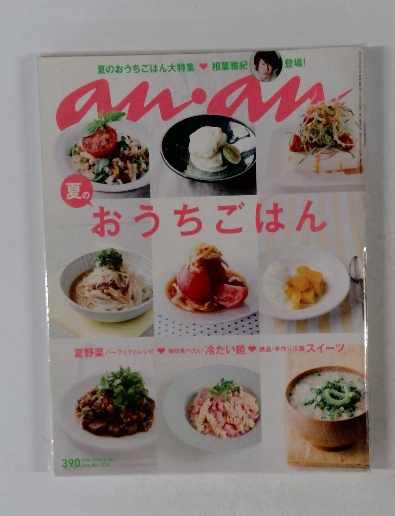 夏のおうちごはん大特集 ♥ 相葉雅紀 登場!
an・an
夏の
おうちごはん
夏野菜 パーフェクトレシピ ♥ 毎日食べたい 冷たい麺 ♥ 絶品・手作り冷製 スイーツ
390